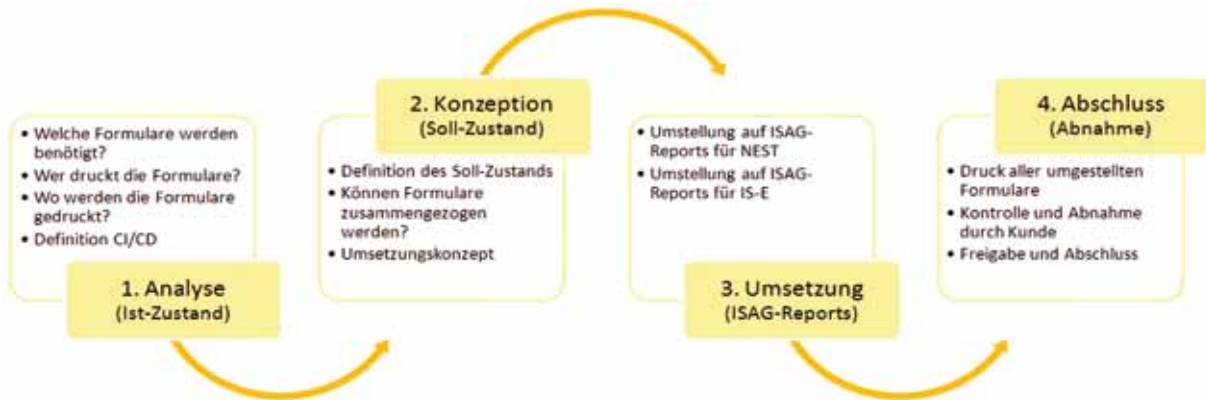 • Welche Formulare werden
benötigt?
• Wer druckt die Formulare?
• Wo werden die Formulare
gedruckt?
• Definition CI/CD
1. Analyse
(Ist-Zustand)
2. Konzeption
(Soll-Zustand)
• Definition des Soll-Zustands
• Können Formulare
zusammengezogen
werden?
• Umsetzungskonzept
• Umstellung auf ISAG-
Reports für NEST
• Umstellung auf ISAG-
Reports für IS-E
3. Umsetzung
(ISAG-Reports)
4. Abschluss
(Abnahme)
• Druck aller umgestellten
Formulare
• Kontrolle und Abnahme
durch Kunde
• Freigabe und Abschluss